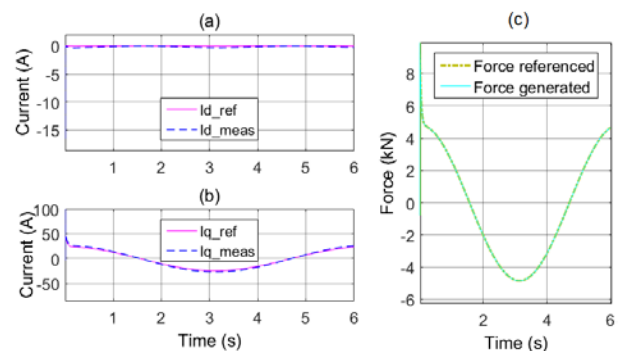 (a)
Current (A)
0
-5
-10
-15
Id_ref
Id_meas
1 2 3 4 5 6
(b)
Current (A)
100
50
0
-50
Iq_ref
Iq_meas
1 2 3 4 5 6
Time (s)
(c)
Force (kN)
8
6
4
2
0
-2
-4
-6
Force referenced
Force generated
2 4 6
Time (s)